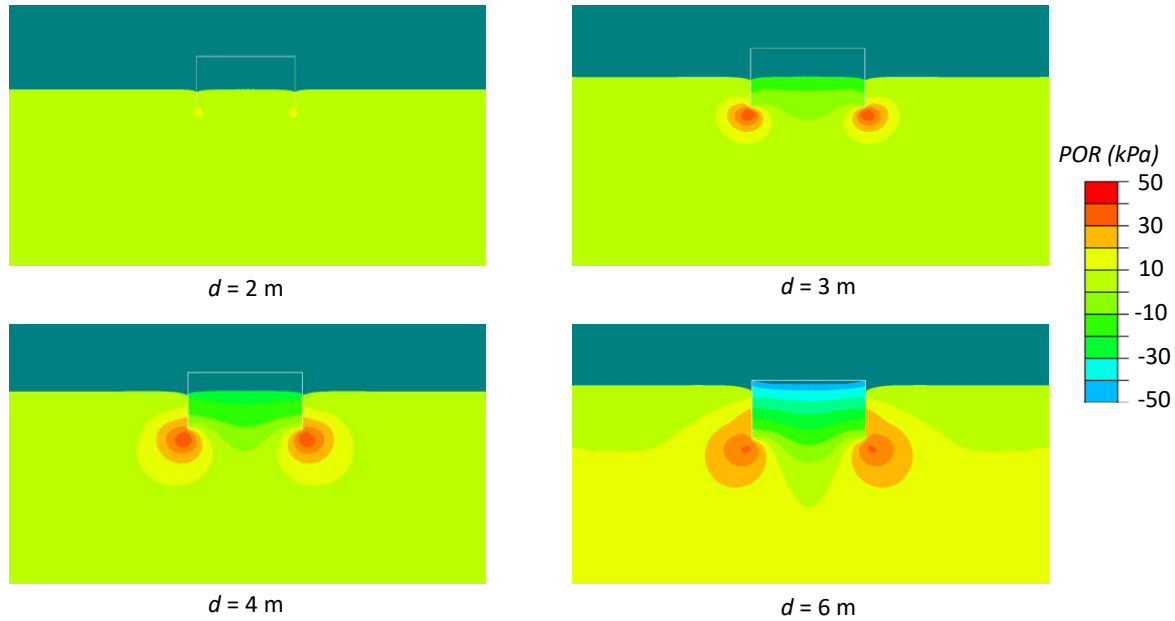 d = 2 m
d = 3 m
POR (kPa)
50
30
10
-10
-30
-50
d = 4 m
d = 6 m